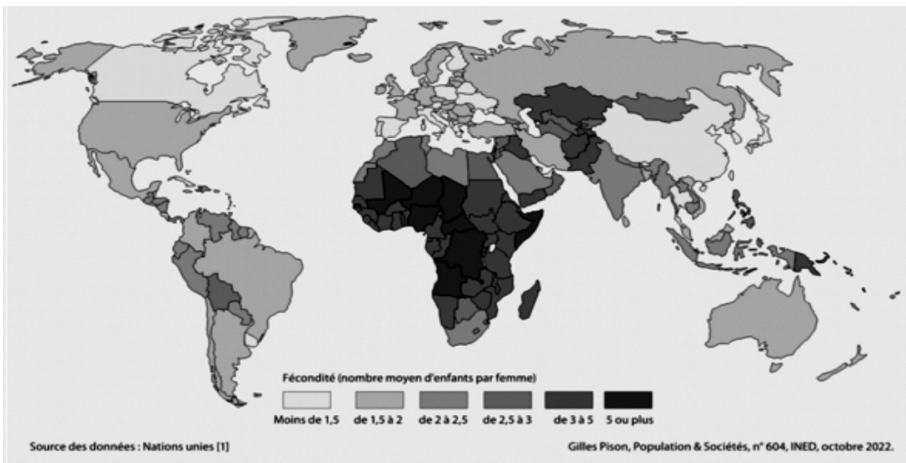 Fécondité (nombre moyen d'enfants par femme)
Moins de 1,5 de 1,5 à 2 de 2 à 2,5 de 2,5 à 3 de 3 à 5 5 ou plus
Source des données : Nations unies [1] Gilles Pison, Population & Sociétés, n° 604, INED, octobre 2022.